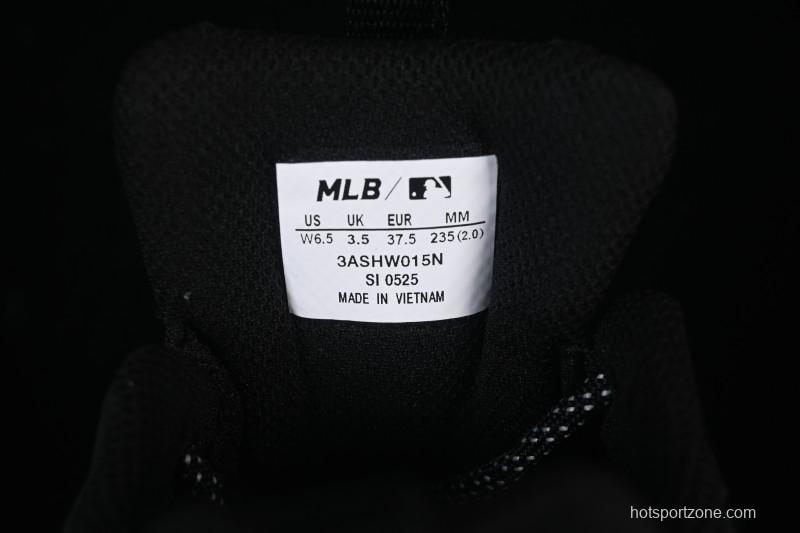 MLB /
US UK EUR MM
W6.5 3.5 37.5 235(2.0)
3ASHW015N
SI 0525
MADE IN VIETNAM
hotsportzone.com